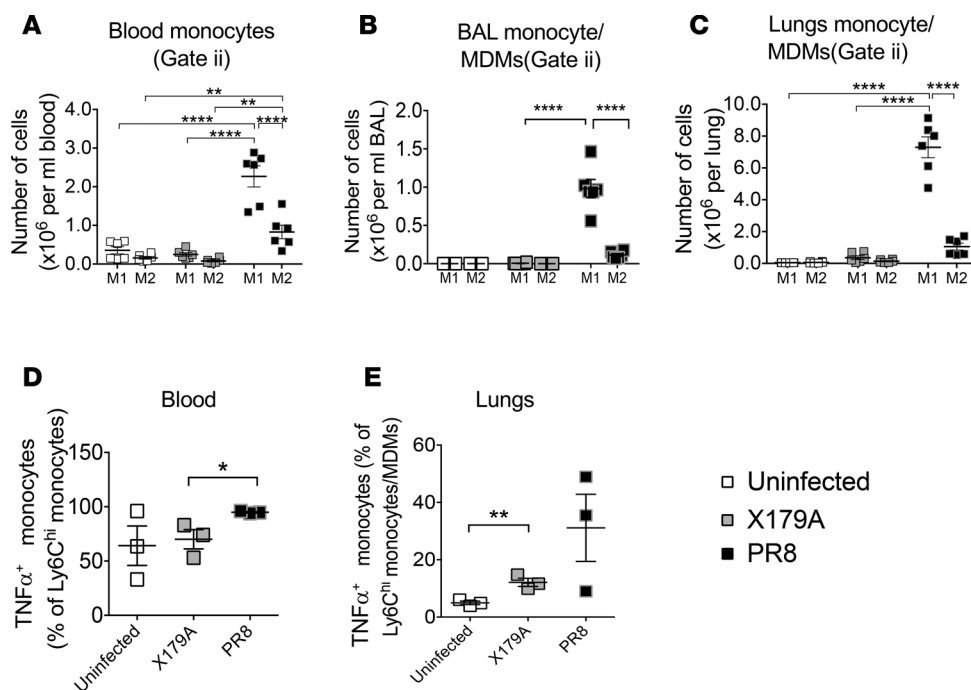 A
Blood monocytes
(Gate ii)
Number of cells
(x10⁶ per ml blood)
4.0
3.0
2.0
1.0
0.0
M1 M2 M1 M2 M1 M2
**
**
****
****
****
B
BAL monocyte/
MDMs(Gate ii)
Number of cells
(x10⁶ per ml BAL)
2.0
1.5
1.0
0.5
0.0
M1 M2 M1 M2 M1 M2
****
****
C
Lungs monocyte/
MDMs(Gate ii)
Number of cells
(x10⁶ per lung)
10.0
8.0
6.0
4.0
2.0
0.0
M1 M2 M1 M2 M1 M2
****
****
****
D
Blood
TNFα⁺ monocytes
(% of Ly6Cʰⁱ monocytes)
150
100
50
0
*
Uninfected
X179A
PR8
E
Lungs
TNFα⁺ monocytes (% of
Ly6Cʰⁱ monocytes/MDMs)
60
40
20
0
**
Uninfected
X179A
PR8
Uninfected
X179A
PR8